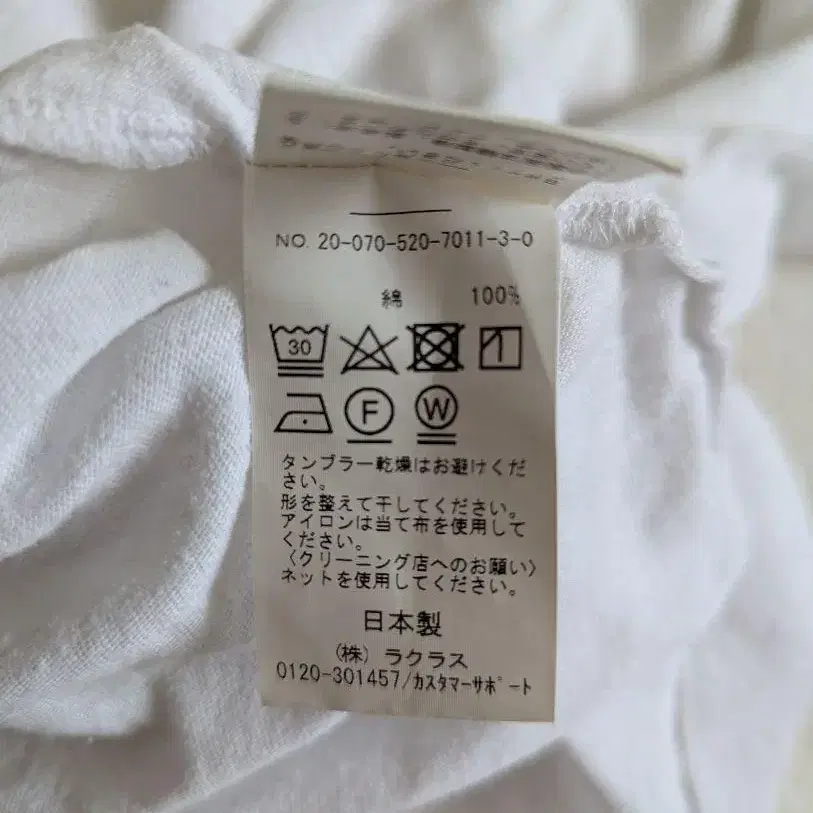 NO. 20-070-520-7011-3-0
綿 100%
30
F W
タンブラー乾燥はお避けくだ
さい。
形を整えて干してください。
アイロンは当て布を使用して
ください。
〈クリーニング店へのお願い〉
ネットを使用してください。
日本製
(株) ラクラス
0120-301457/カスタマーサポート